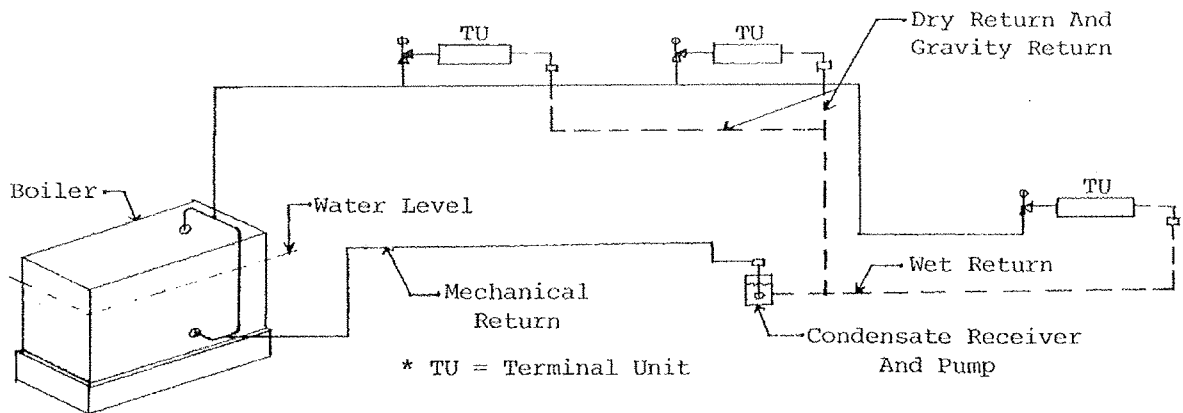 TU
TU
Dry Return And
Gravity Return
Boiler
Water Level
TU
Wet Return
Mechanical
Return
Condensate Receiver
And Pump
* TU = Terminal Unit